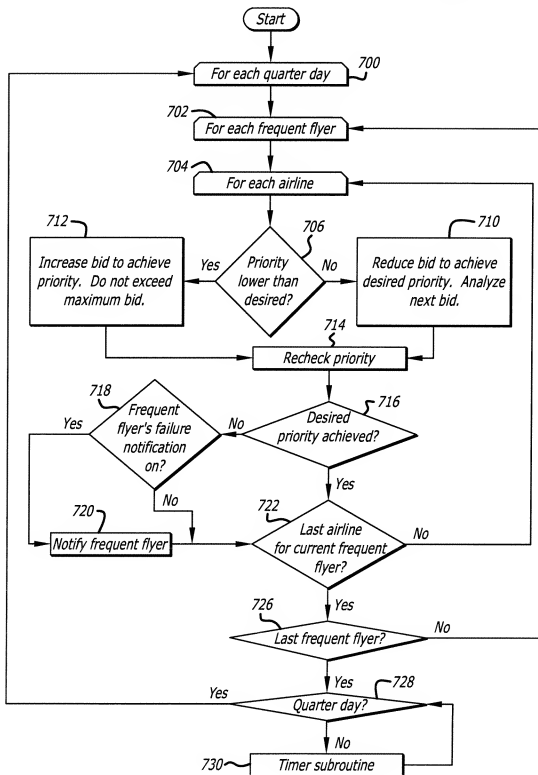 Start
700
For each quarter day
702
For each frequent flyer
704
For each airline
706
712
710
Increase bid to achieve
priority. Do not exceed
maximum bid.
Yes
Priority
lower than
desired?
No
Reduce bid to achieve
desired priority. Analyze
next bid.
714
Recheck priority
718
716
Yes
Frequent
flyer's failure
notification
on?
No
Desired
priority achieved?
No
Yes
720
Notify frequent flyer
722
Last airline
for current frequent
flyer?
No
Yes
726
Last frequent flyer?
No
Yes
728
Yes
Quarter day?
No
730
Timer subroutine